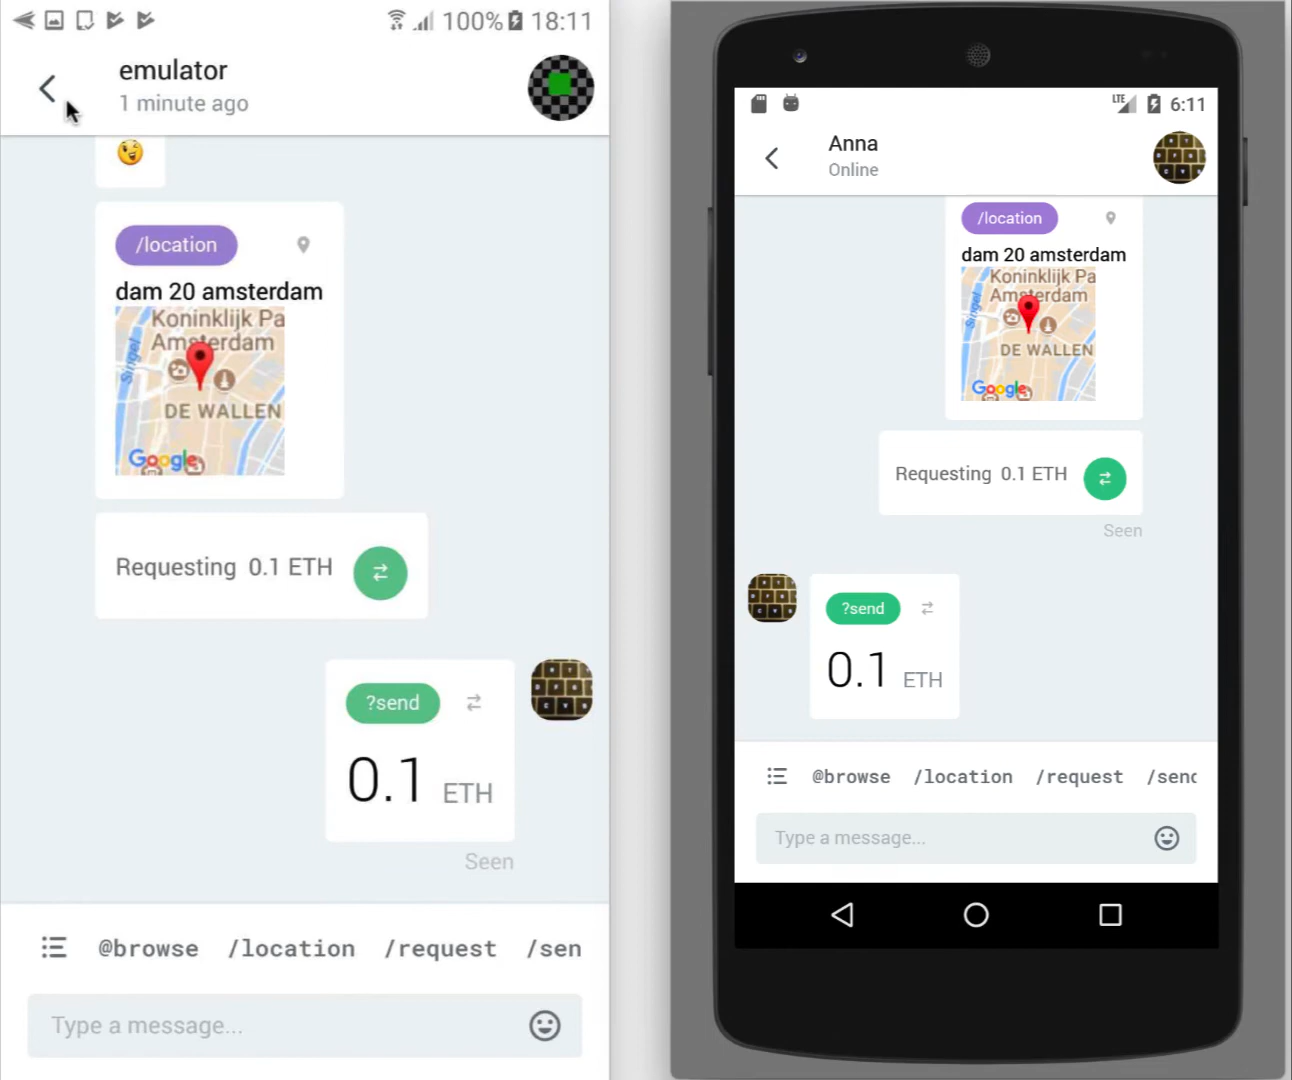 100% 18:11
emulator
1 minute ago
/location
dam 20 amsterdam
Koninklijk Pa
Amsterdam
Singel
DE WALLEN
Google
Requesting 0.1 ETH
?send
0.1 ETH
Seen
@browse /location /request /sen
Type a message...
LTE 6:11
Anna
Online
/location
dam 20 amsterdam
Koninklijk Pa
Amsterdam
Singel
DE WALLEN
Google
Requesting 0.1 ETH
Seen
?send
0.1 ETH
@browse /location /request /send
Type a message...